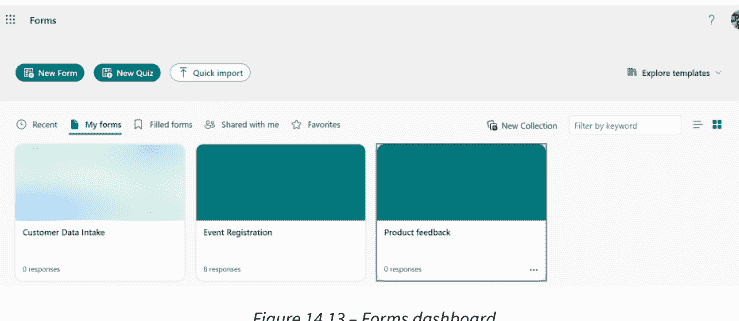 Forms
?
New Form New Quiz Quick import Explore templates
Recent My forms Filled forms Shared with me Favorites New Collection Filter by keyword
Customer Data Intake Event Registration Product feedback
0 responses 8 responses 0 responses ...
Figure 14.13 – Forms dashboard